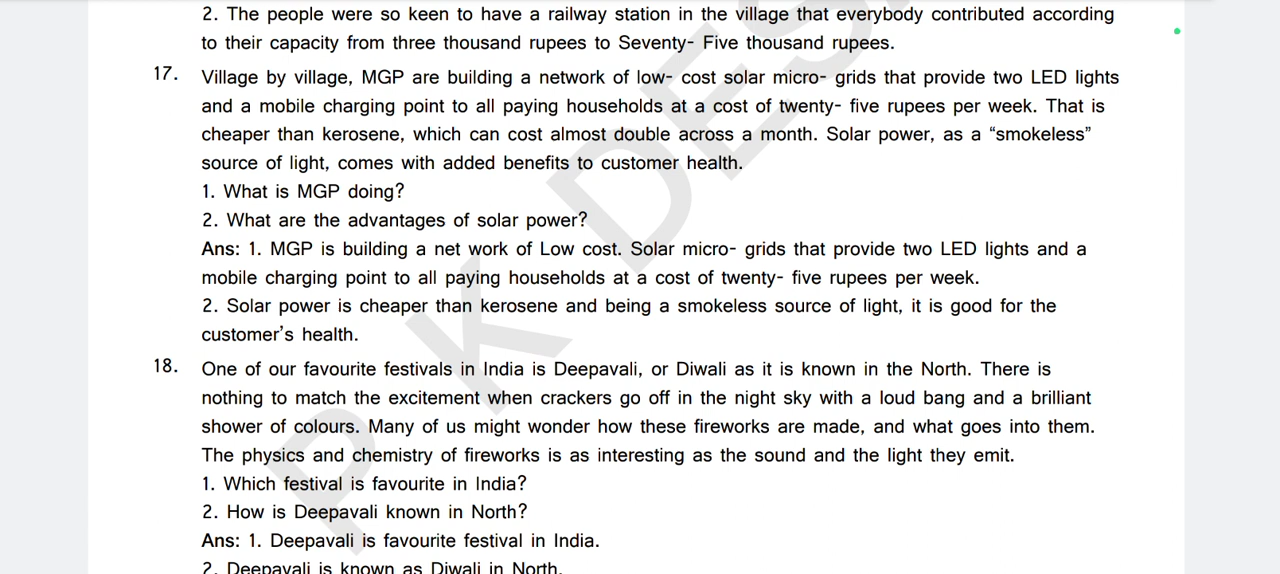 2. The people were so keen to have a railway station in the village that everybody contributed according
to their capacity from three thousand rupees to Seventy- Five thousand rupees.
17. Village by village, MGP are building a network of low- cost solar micro- grids that provide two LED lights
and a mobile charging point to all paying households at a cost of twenty- five rupees per week. That is
cheaper than kerosene, which can cost almost double across a month. Solar power, as a “smokeless”
source of light, comes with added benefits to customer health.
1. What is MGP doing?
2. What are the advantages of solar power?
Ans: 1. MGP is building a net work of Low cost. Solar micro- grids that provide two LED lights and a
mobile charging point to all paying households at a cost of twenty- five rupees per week.
2. Solar power is cheaper than kerosene and being a smokeless source of light, it is good for the
customer’s health.
18. One of our favourite festivals in India is Deepavali, or Diwali as it is known in the North. There is
nothing to match the excitement when crackers go off in the night sky with a loud bang and a brilliant
shower of colours. Many of us might wonder how these fireworks are made, and what goes into them.
The physics and chemistry of fireworks is as interesting as the sound and the light they emit.
1. Which festival is favourite in India?
2. How is Deepavali known in North?
Ans: 1. Deepavali is favourite festival in India.
2. Deepavali is known as Diwali in North.
P K DES